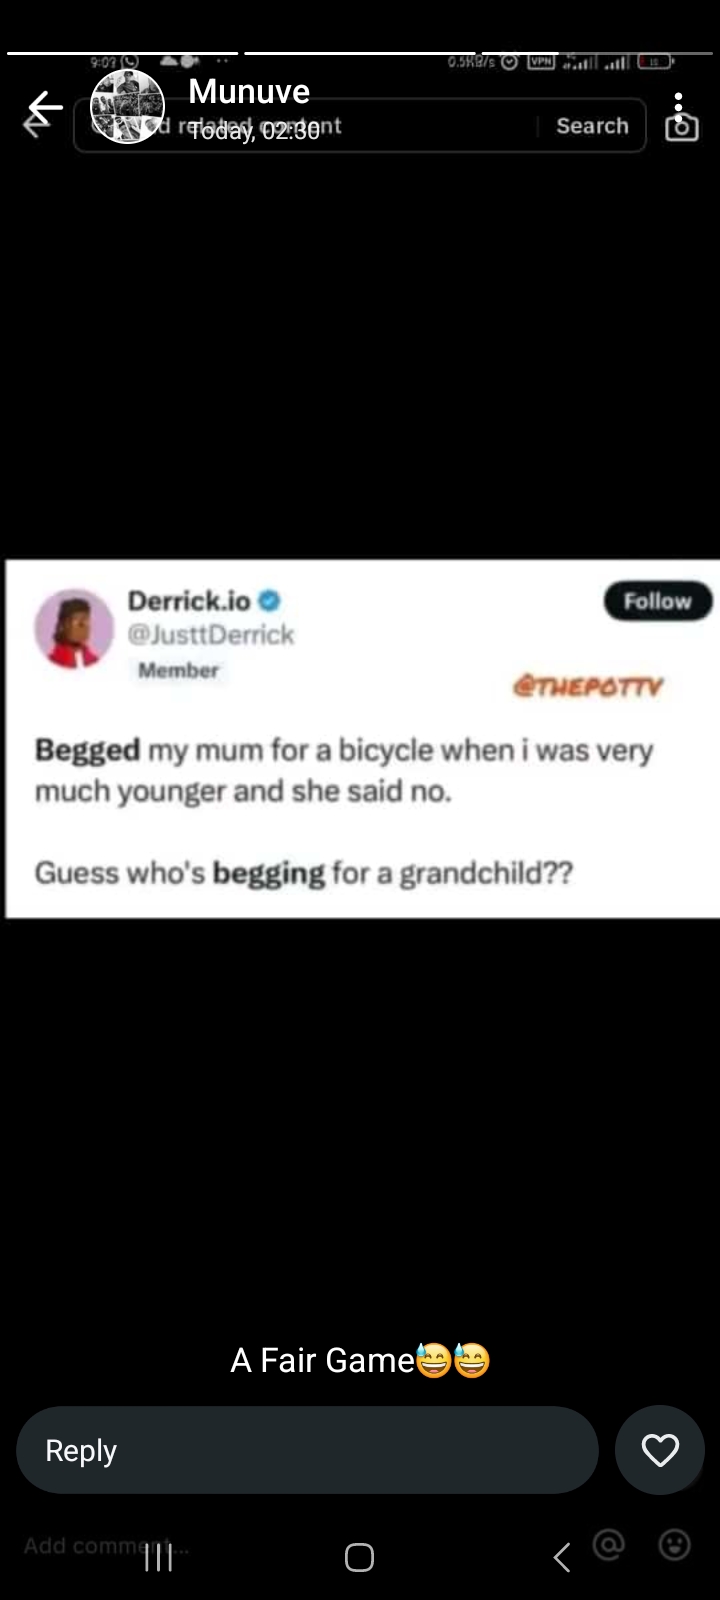 9:07
0.5KB/s VPN
Munuve
Today, 02:30
related content
Search
Derrick.io
Follow
@JusttDerrick
Member
@THEPOTTV
Begged my mum for a bicycle when i was very
much younger and she said no.
Guess who's begging for a grandchild??
A Fair Game😅😅
Reply
Add comment...